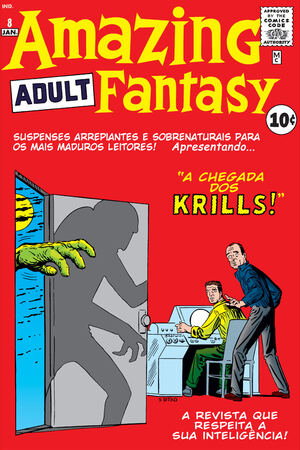 IND.
8
JAN.
APPROVED
BY THE
COMICS
CODE
AUTHORITY
M
C
Amazing
ADULT Fantasy
10¢
SUSPENSES ARREPIANTES E SOBRENATURAIS PARA
OS MAIS MADUROS LEITORES! Apresentando...
"A CHEGADA
DOS
KRILLS!"
A REVISTA QUE
RESPEITA A
SUA INTELIGÊNCIA!